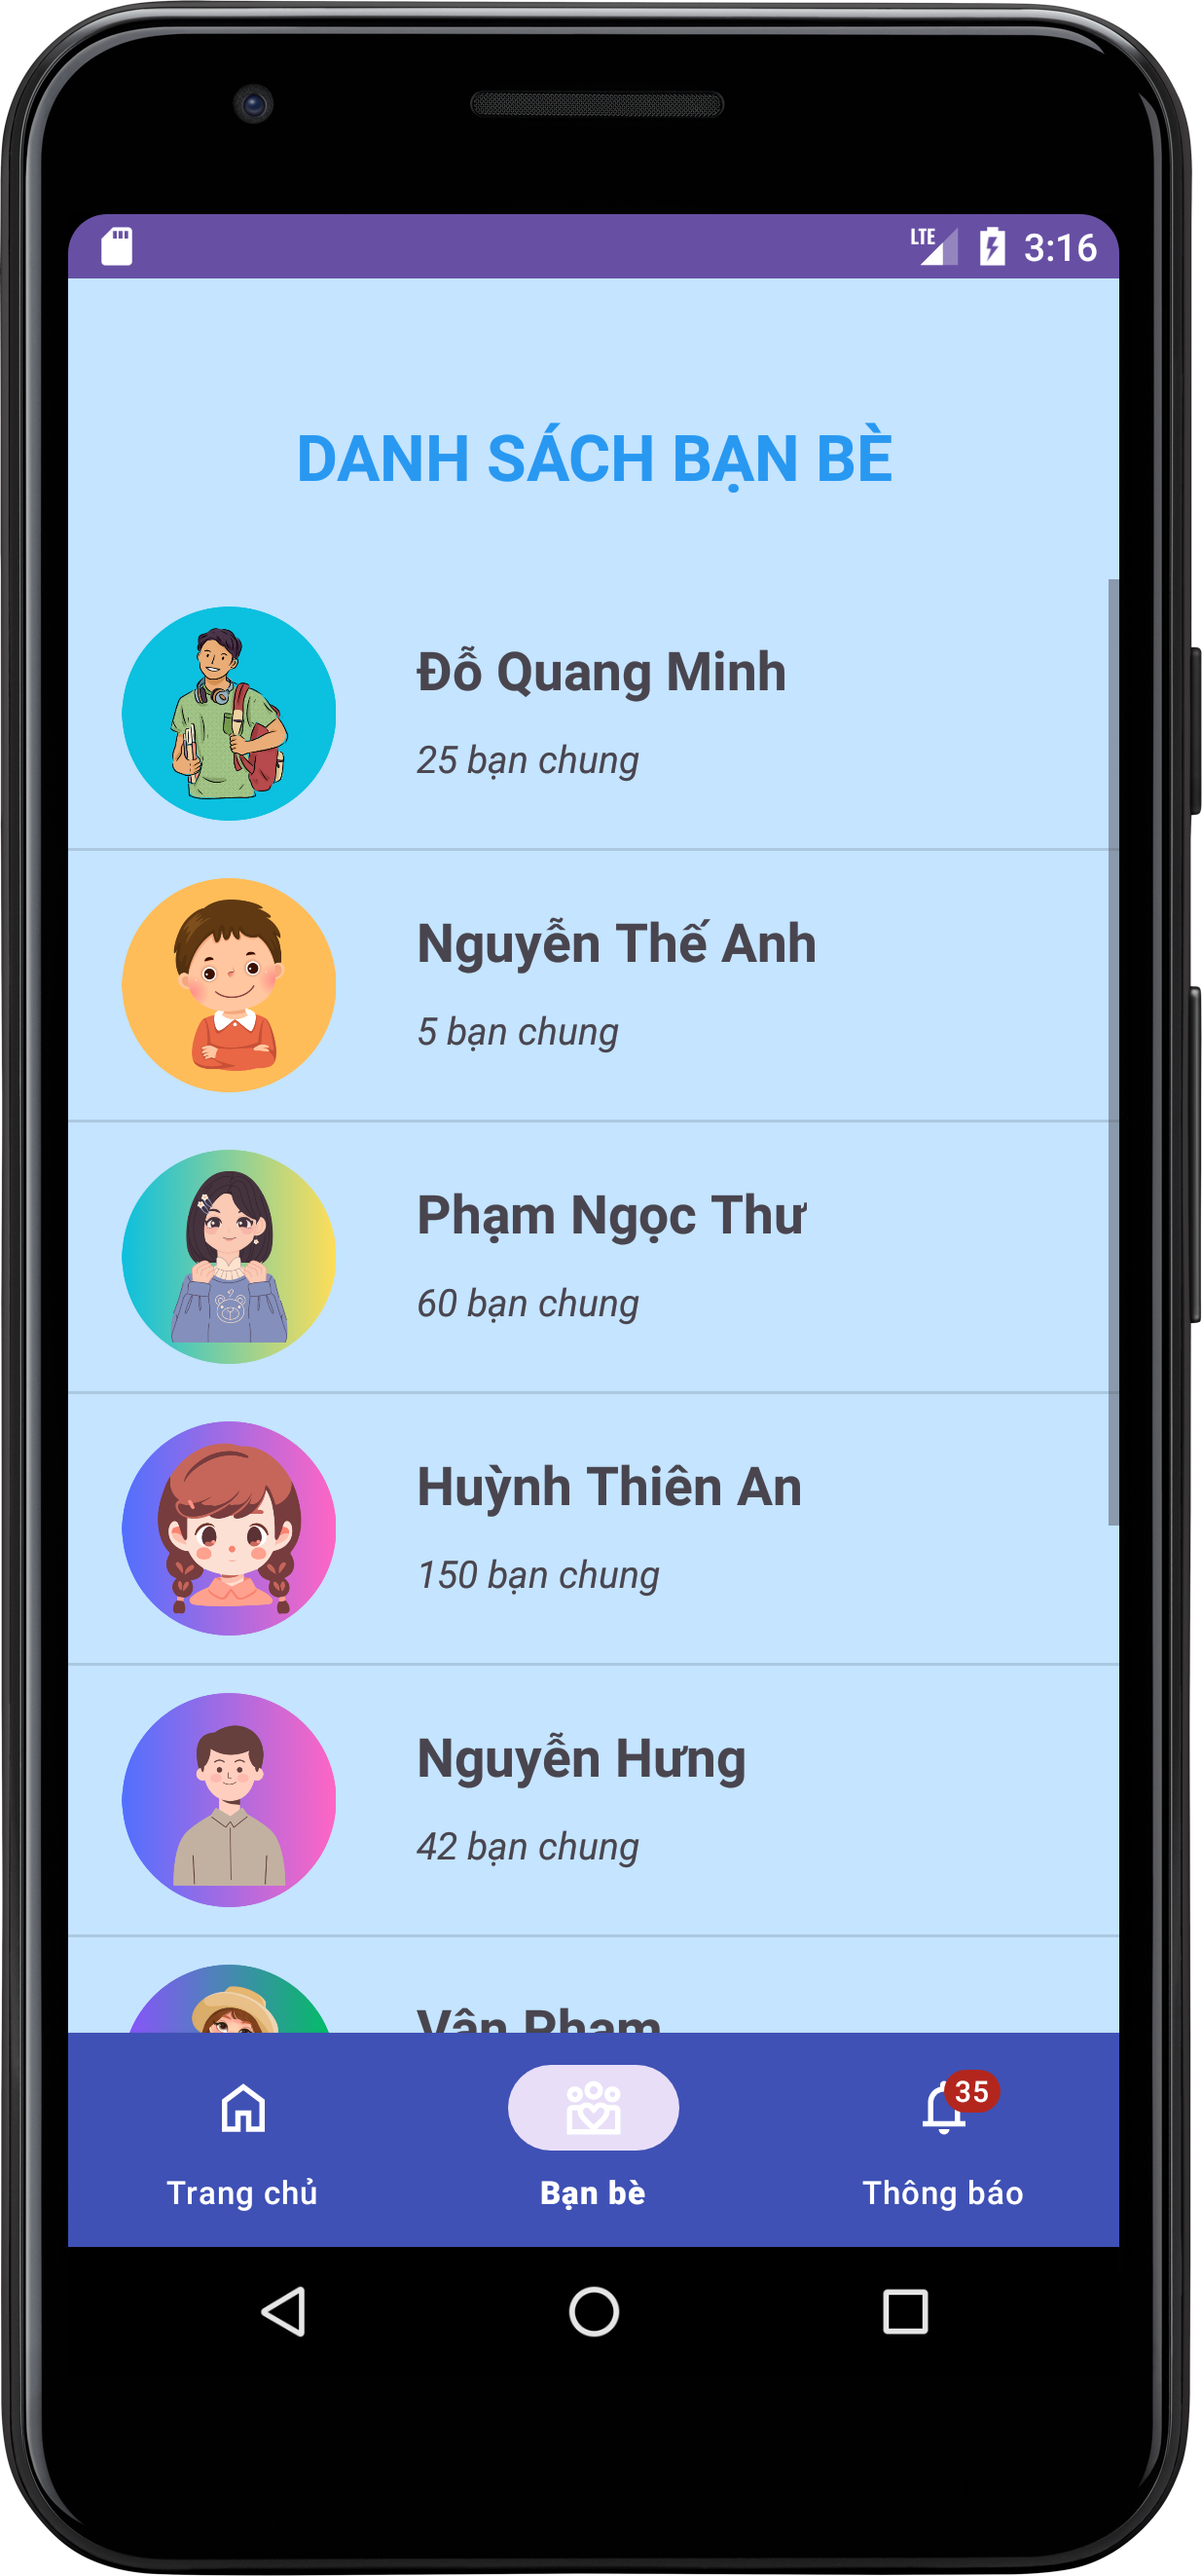 LTE 3:16
DANH SÁCH BẠN BÈ
Đỗ Quang Minh
25 bạn chung
Nguyễn Thế Anh
5 bạn chung
Phạm Ngọc Thư
60 bạn chung
Huỳnh Thiên An
150 bạn chung
Nguyễn Hưng
42 bạn chung
Vân Phạm
35
Trang chủ Bạn bè Thông báo